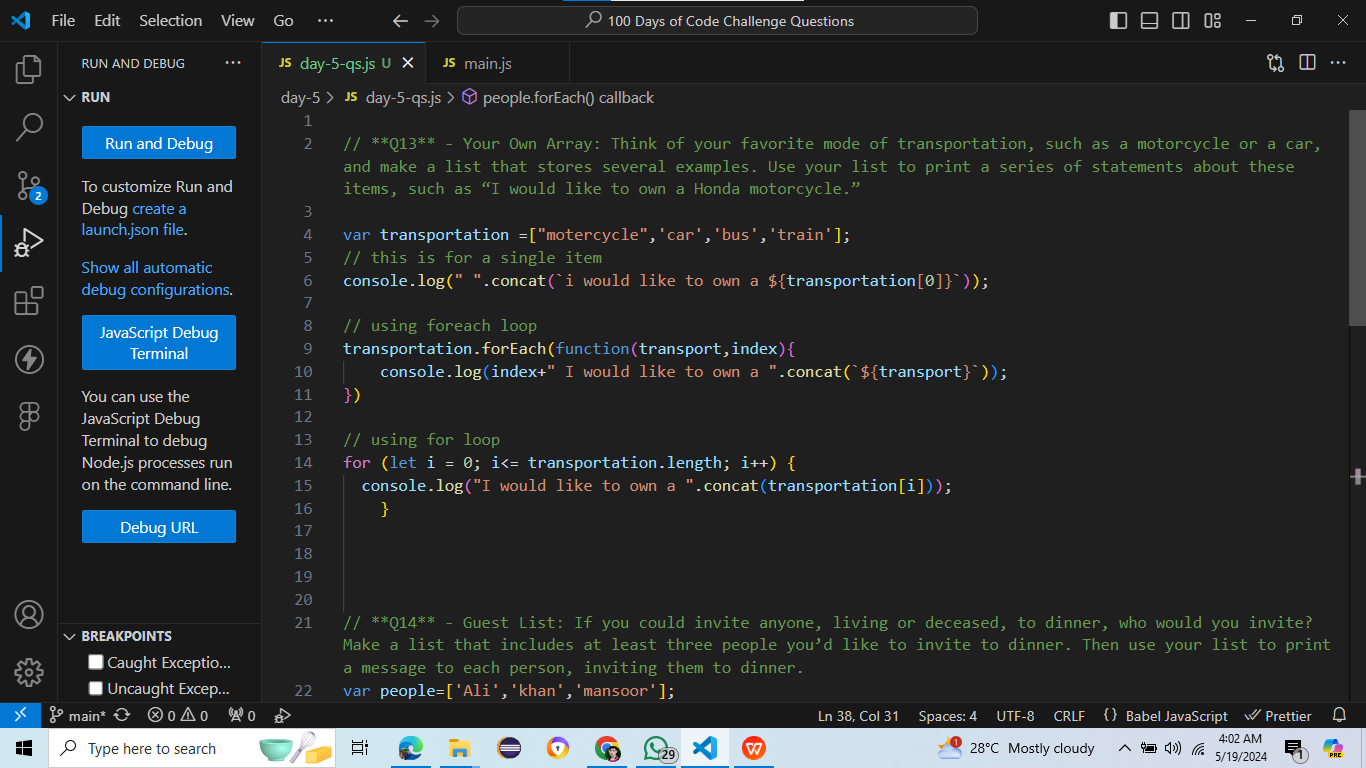 File Edit Selection View Go ··· 100 Days of Code Challenge Questions
RUN AND DEBUG ···
JS day-5-qs.js U
JS main.js
RUN
day-5 > JS day-5-qs.js > people.forEach() callback
Run and Debug
To customize Run and
Debug create a
launch.json file.
Show all automatic
debug configurations.
JavaScript Debug
Terminal
You can use the
JavaScript Debug
Terminal to debug
Node.js processes run
on the command line.
Debug URL
BREAKPOINTS
Caught Exceptio...
Uncaught Excep...
2
1
2 // **Q13** - Your Own Array: Think of your favorite mode of transportation, such as a motorcycle or a car,
and make a list that stores several examples. Use your list to print a series of statements about these
items, such as “I would like to own a Honda motorcycle.”
3
4 var transportation =["motercycle",'car','bus','train'];
5 // this is for a single item
6 console.log(" ".concat(`i would like to own a ${transportation[0]}`));
7
8 // using foreach loop
9 transportation.forEach(function(transport,index){
10 console.log(index+" I would like to own a ".concat(`${transport}`));
11 })
12
13 // using for loop
14 for (let i = 0; i<= transportation.length; i++) {
15 console.log("I would like to own a ".concat(transportation[i]));
16 }
17
18
19
20
21 // **Q14** - Guest List: If you could invite anyone, living or deceased, to dinner, who would you invite?
Make a list that includes at least three people you’d like to invite to dinner. Then use your list to print
a message to each person, inviting them to dinner.
22 var people=['Ali','khan','mansoor'];
main* 0 0 0 Ln 38, Col 31 Spaces: 4 UTF-8 CRLF {} Babel JavaScript Prettier
Type here to search 29 1 28°C Mostly cloudy 4:02 AM
5/19/2024 1 PRE